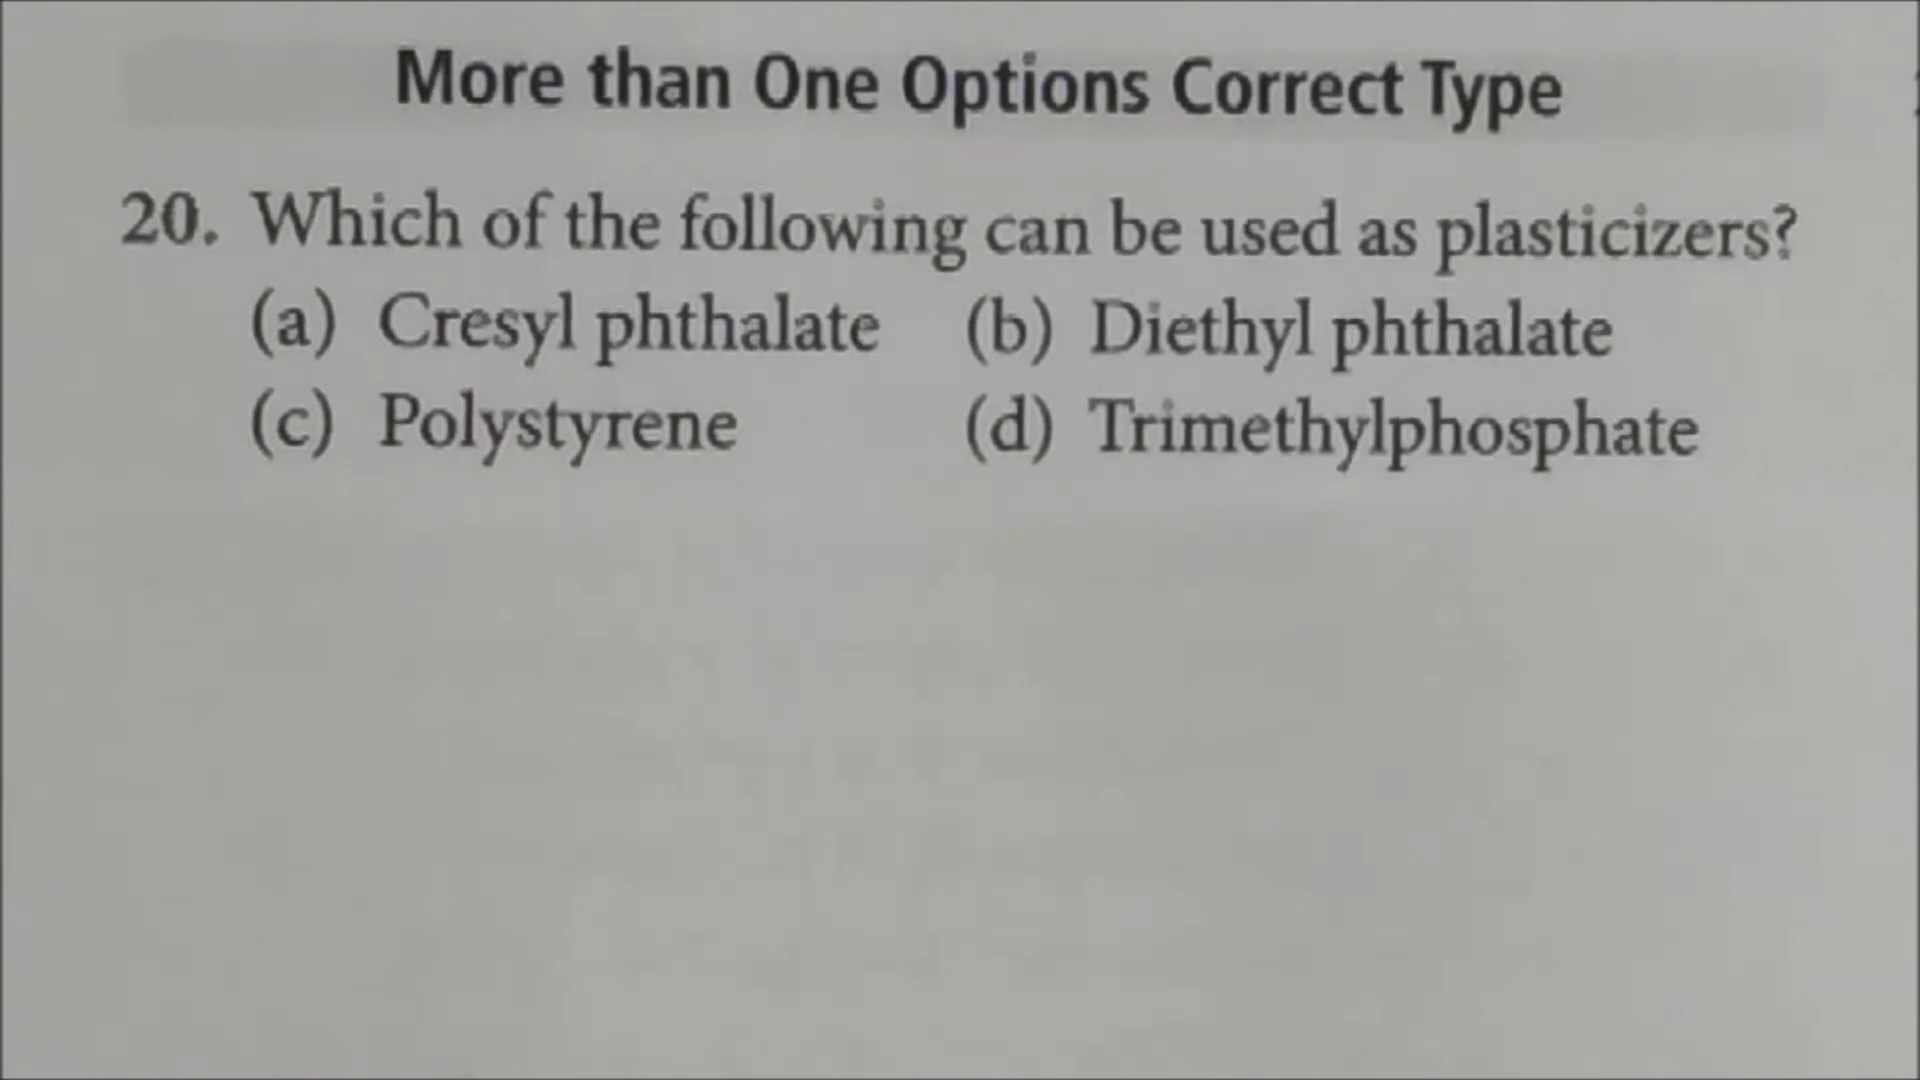 More than One Options Correct Type
20. Which of the following can be used as plasticizers?
(a) Cresyl phthalate (b) Diethyl phthalate
(c) Polystyrene (d) Trimethylphosphate